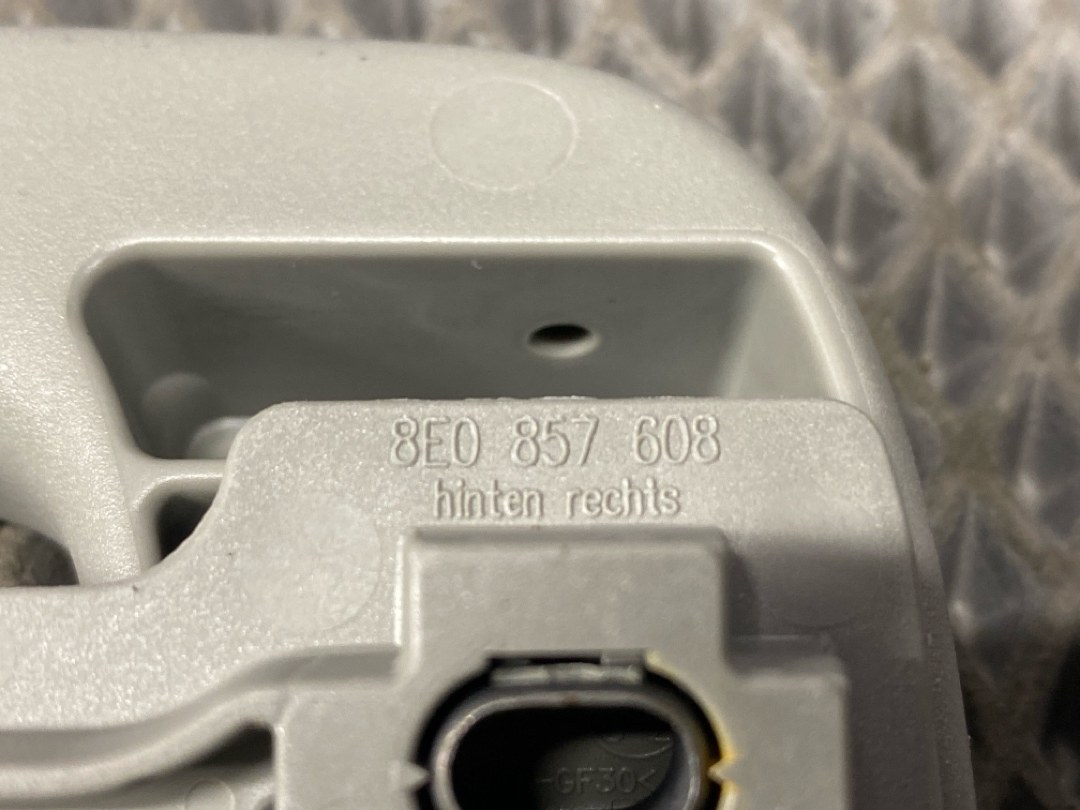 8E0 857 608
hinten rechts
-GF30<